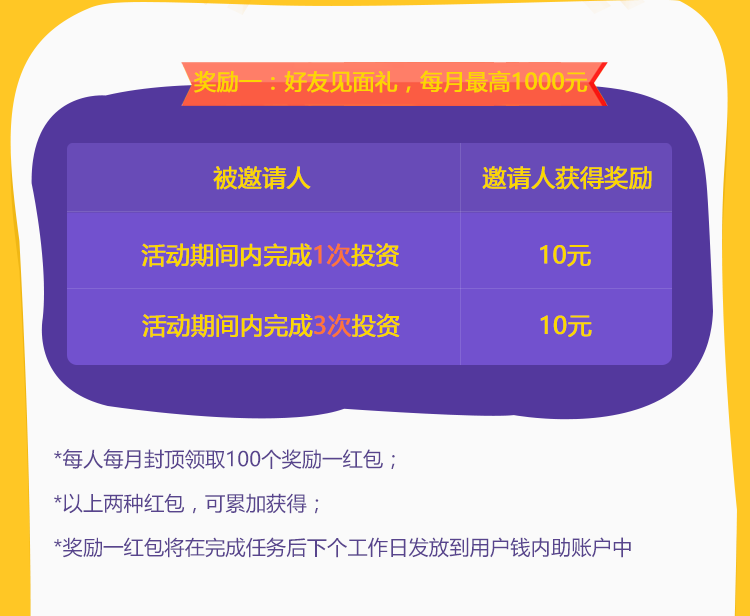 奖励一：好友见面礼，每月最高1000元
被邀请人 邀请人获得奖励
活动期间内完成1次投资 10元
活动期间内完成3次投资 10元
*每人每月封顶领取100个奖励一红包；
*以上两种红包，可累加获得；
*奖励一红包将在完成任务后下个工作日发放到用户钱内助账户中